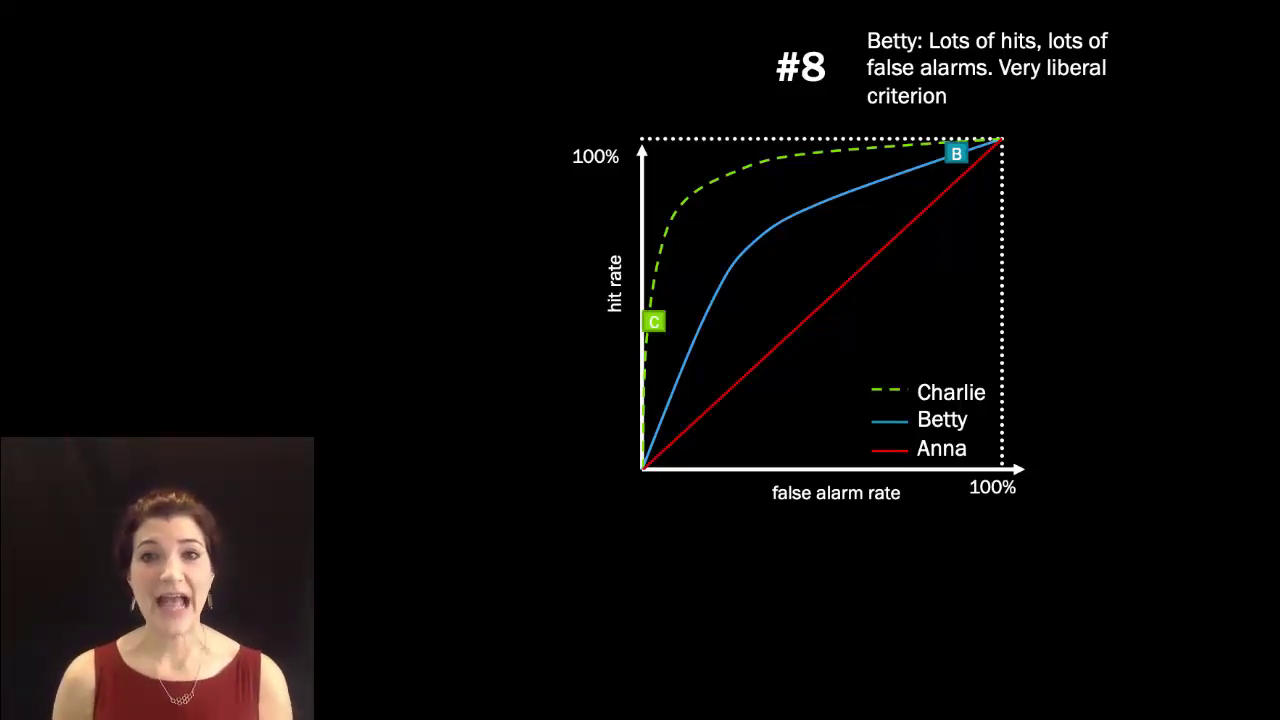 #8
Betty: Lots of hits, lots of
false alarms. Very liberal
criterion
100%
B
hit rate
C
Charlie
Betty
Anna
100%
false alarm rate